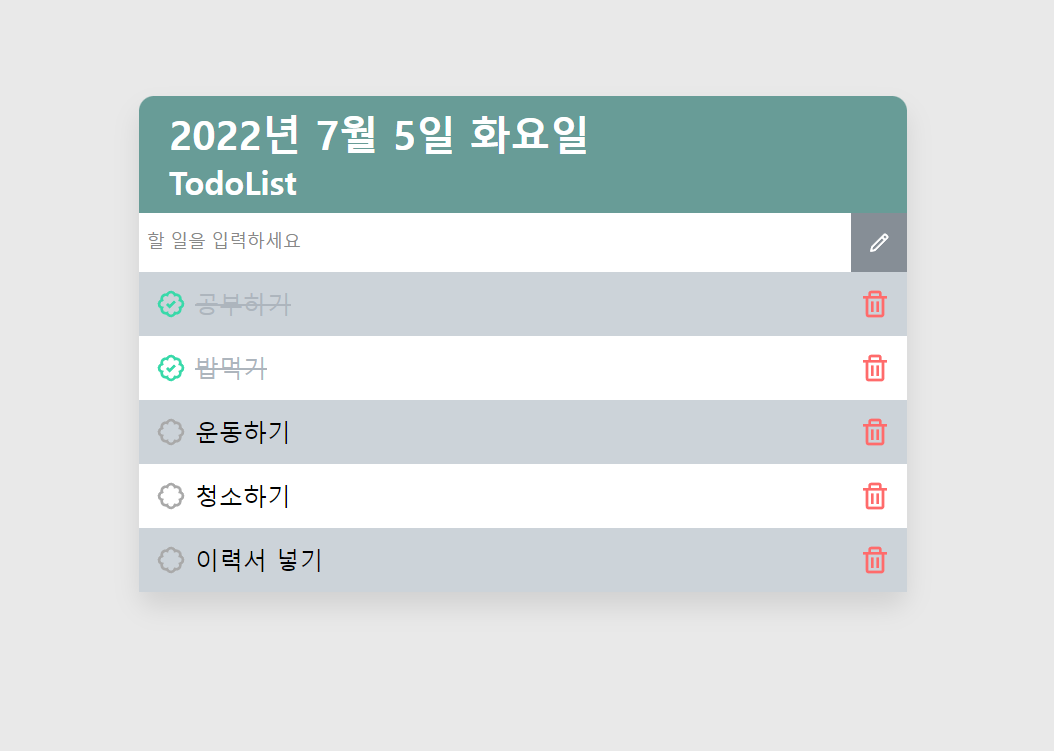 2022년 7월 5일 화요일
TodoList
할 일을 입력하세요
공부하기
밥먹기
운동하기
청소하기
이력서 넣기